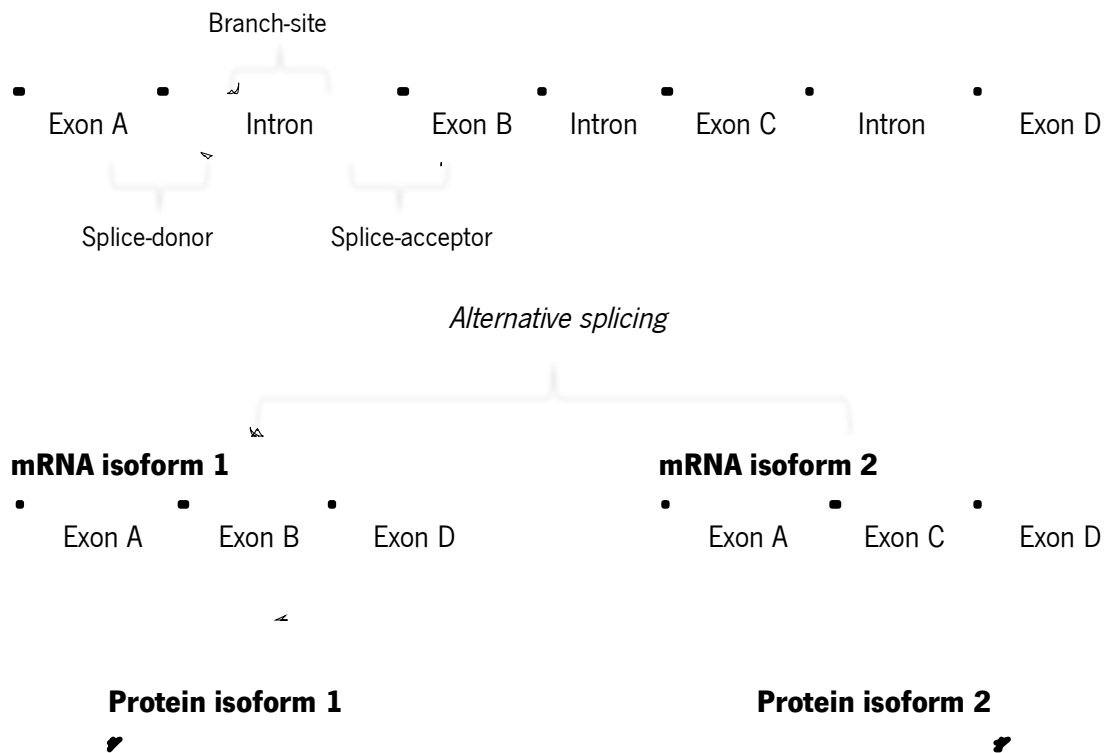 Branch-site
Exon A Intron Exon B Intron Exon C Intron Exon D
Splice-donor Splice-acceptor
Alternative splicing
mRNA isoform 1 mRNA isoform 2
Exon A Exon B Exon D Exon A Exon C Exon D
Protein isoform 1 Protein isoform 2